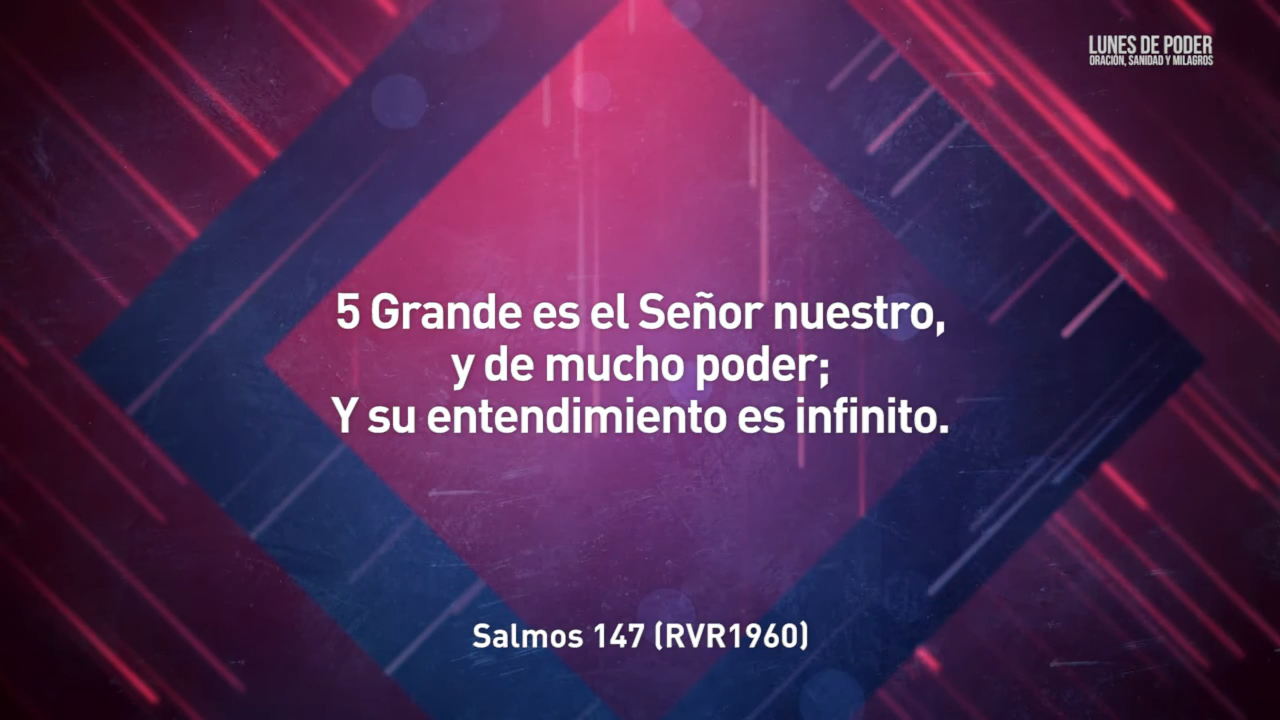 LUNES DE PODER
ORACIÓN, SANIDAD Y MILAGROS
5 Grande es el Señor nuestro,
y de mucho poder;
Y su entendimiento es infinito.
Salmos 147 (RVR1960)